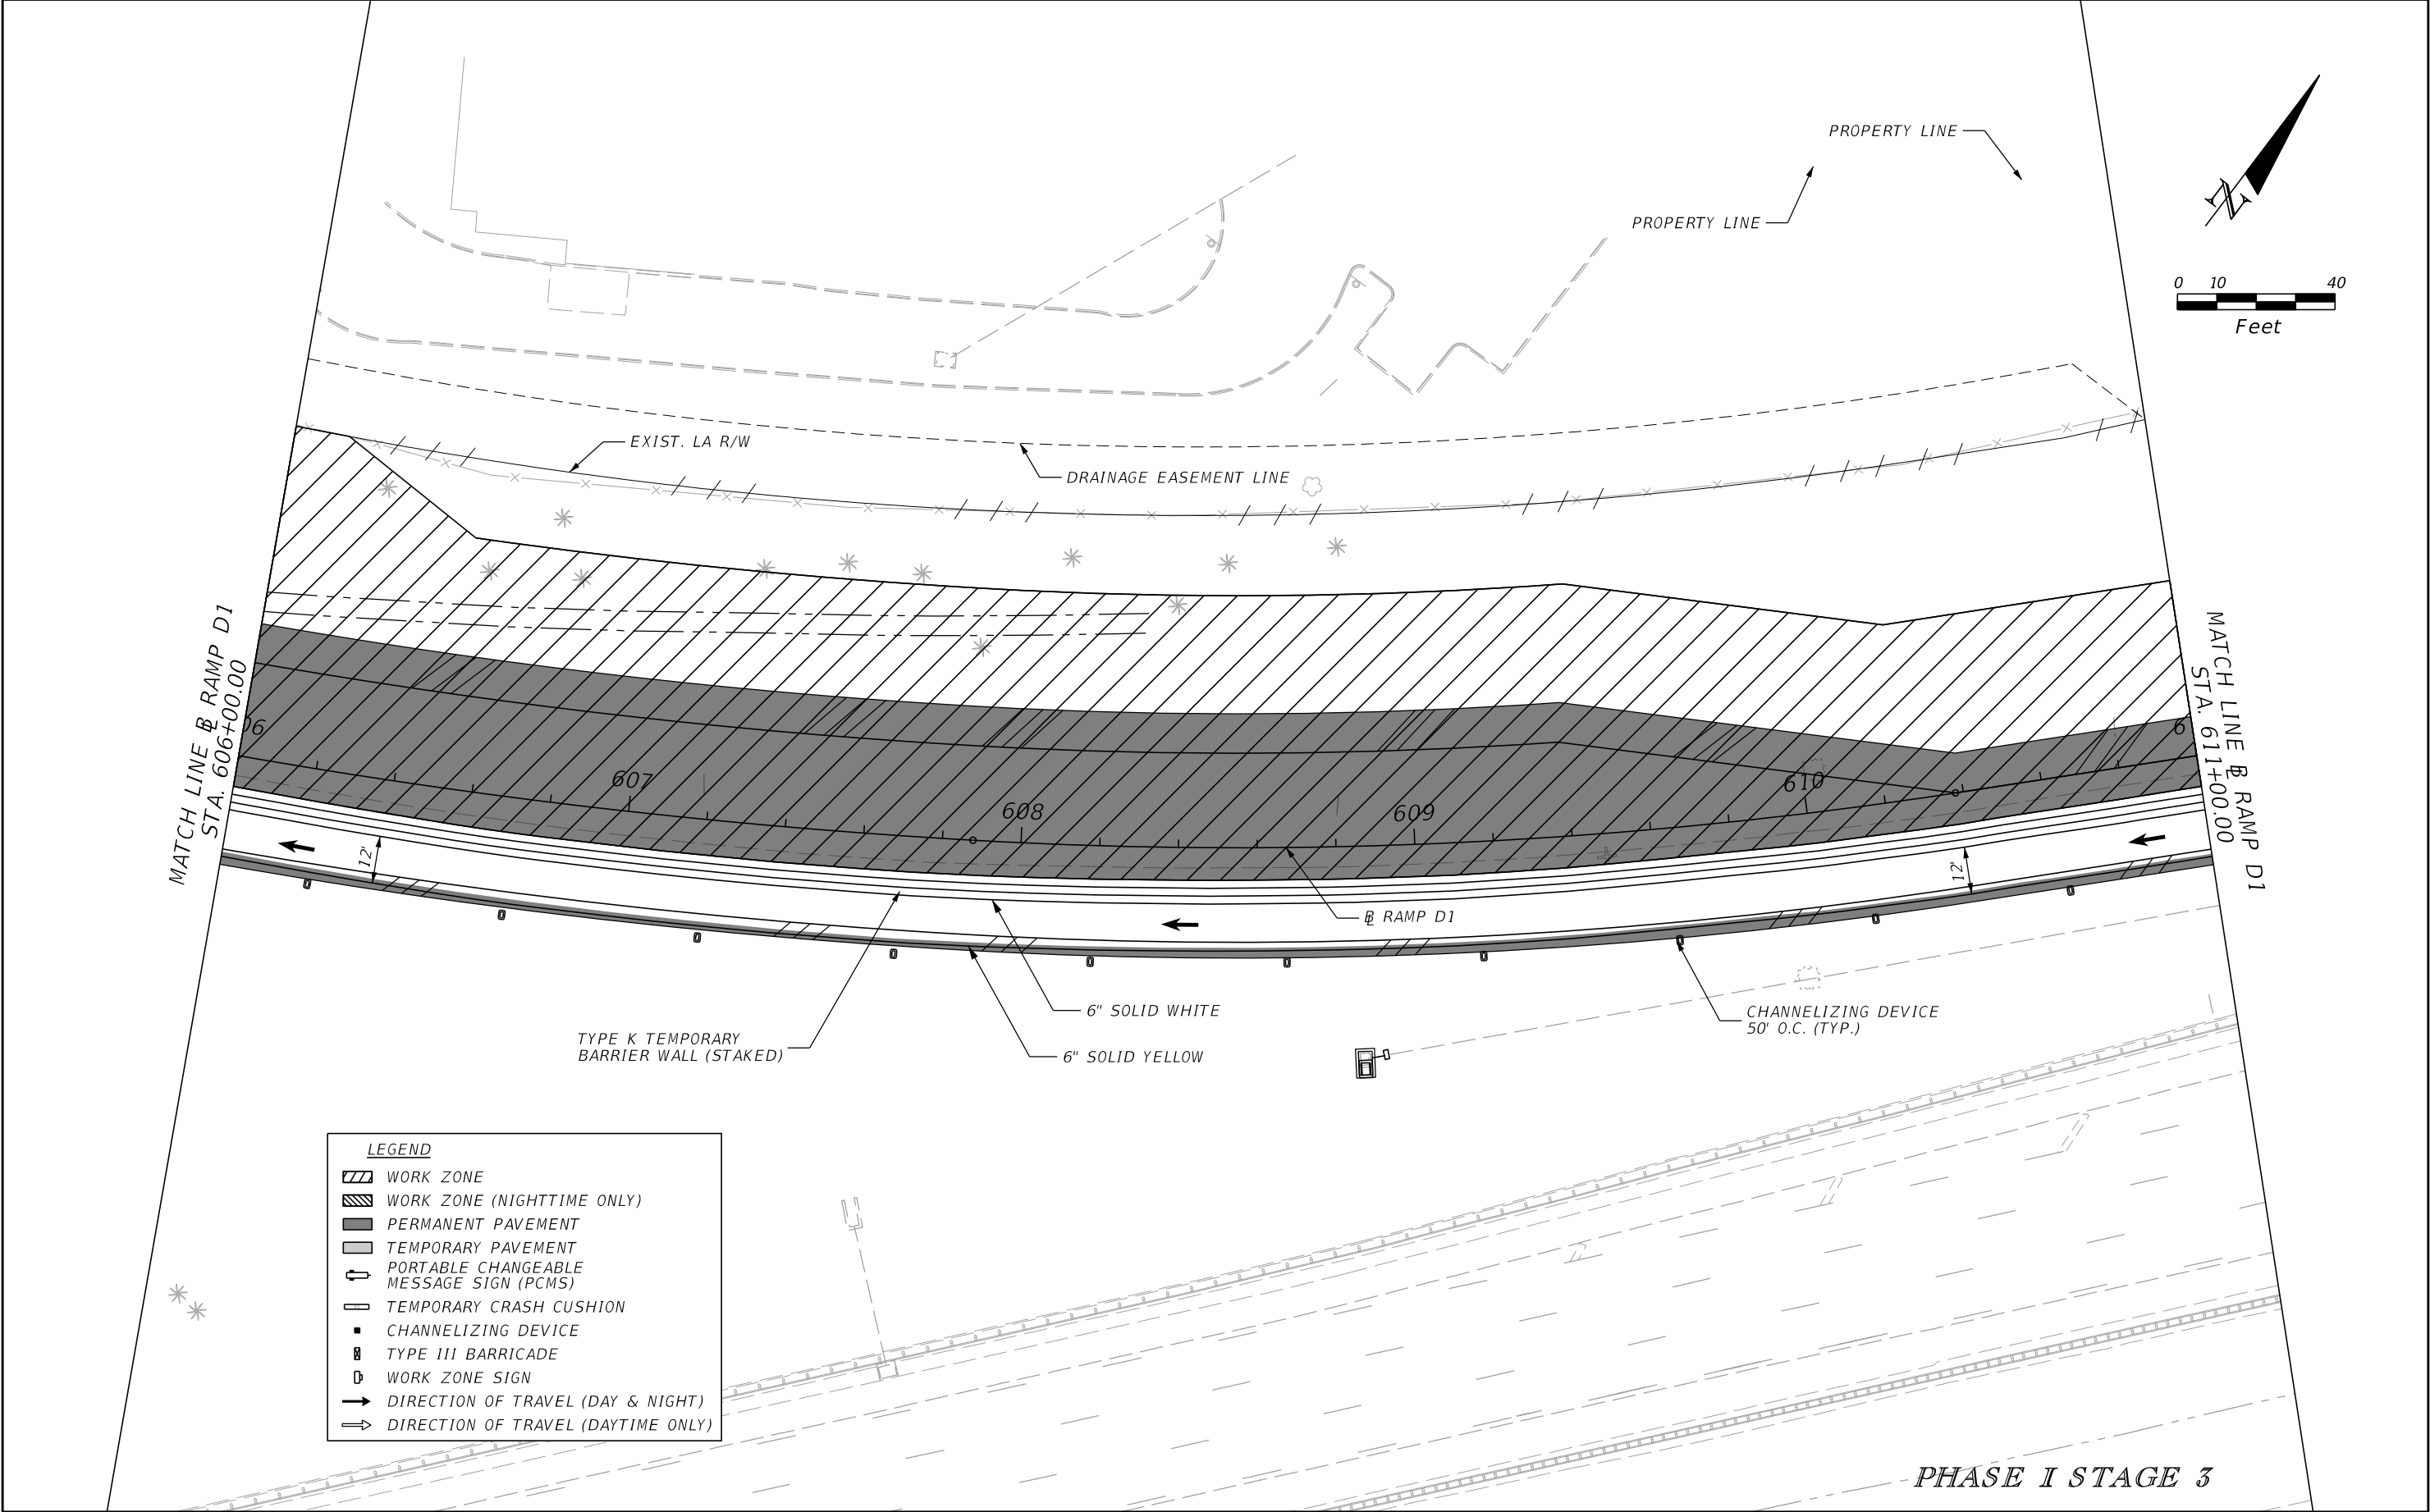 PROPERTY LINE
PROPERTY LINE
N
0 10 40
Feet
EXIST. LA R/W
DRAINAGE EASEMENT LINE
MATCH LINE ℄ RAMP D1
STA. 606+00.00
MATCH LINE ℄ RAMP D1
STA. 611+00.00
06
607
608
609
610
6
12'
12'
℄ RAMP D1
6" SOLID WHITE
6" SOLID YELLOW
TYPE K TEMPORARY
BARRIER WALL (STAKED)
CHANNELIZING DEVICE
50' O.C. (TYP.)
LEGEND
WORK ZONE
WORK ZONE (NIGHTTIME ONLY)
PERMANENT PAVEMENT
TEMPORARY PAVEMENT
PORTABLE CHANGEABLE
MESSAGE SIGN (PCMS)
TEMPORARY CRASH CUSHION
CHANNELIZING DEVICE
TYPE III BARRICADE
WORK ZONE SIGN
DIRECTION OF TRAVEL (DAY & NIGHT)
DIRECTION OF TRAVEL (DAYTIME ONLY)
PHASE I STAGE 3